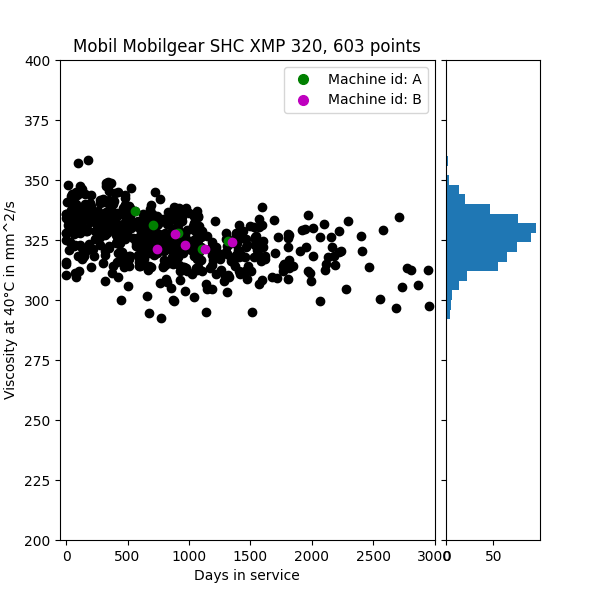 Mobil Mobilgear SHC XMP 320, 603 points
Machine id: A
Machine id: B
Viscosity at 40°C in mm^2/s
400
375
350
325
300
275
250
225
200
0 500 1000 1500 2000 2500 3000
0 50
Days in service